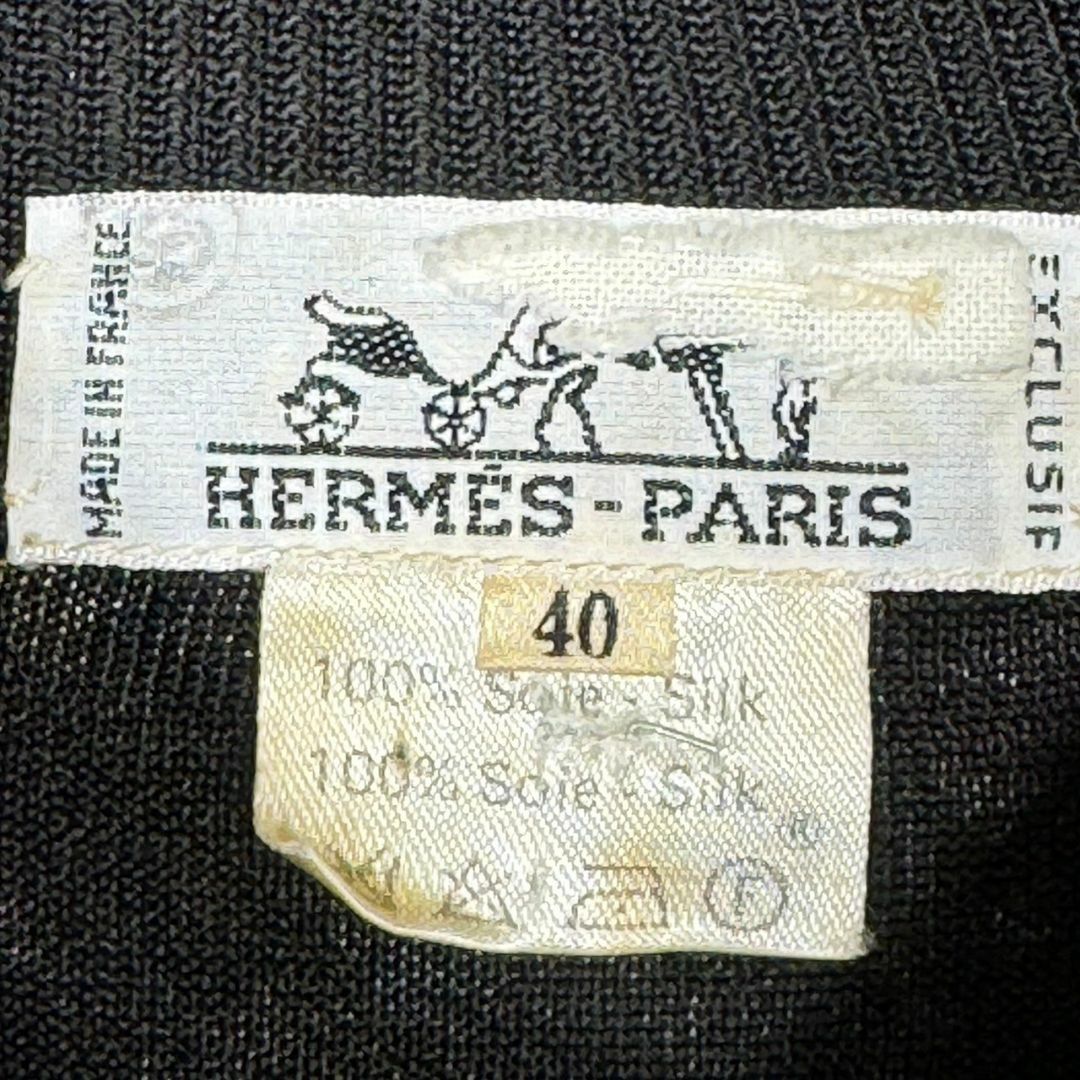 MADE IN FRANCE
HERMÈS - PARIS
EXCLUSIF
40
100% Soie - Silk
100% Soie - Silk
®
F